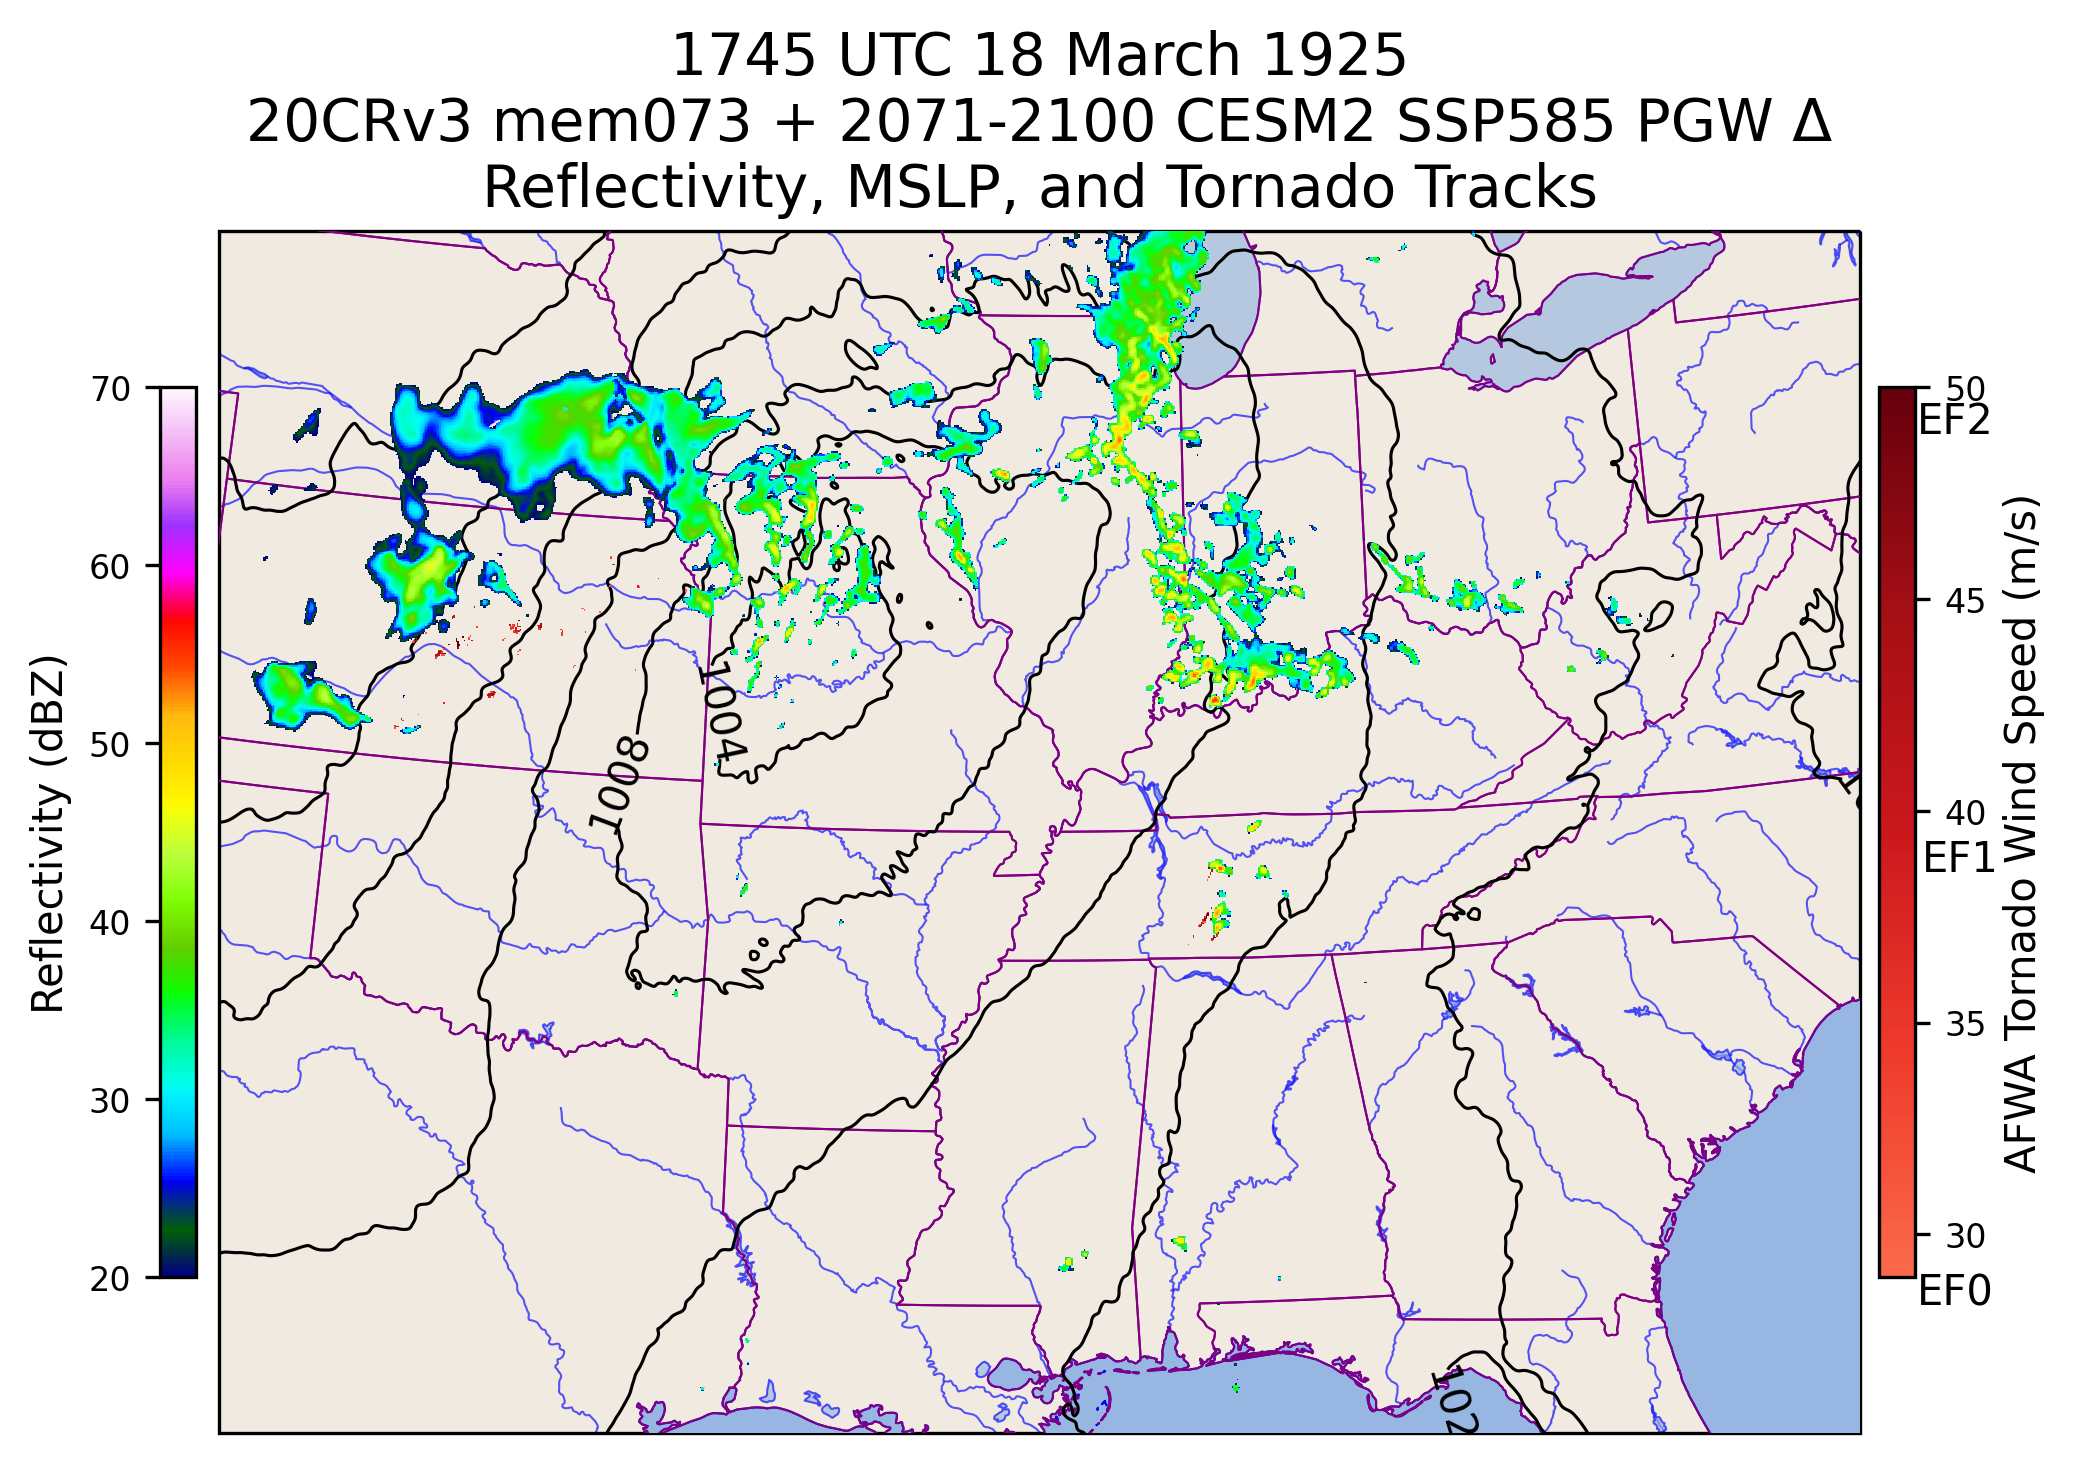 1745 UTC 18 March 1925
20CRv3 mem073 + 2071-2100 CESM2 SSP585 PGW Δ
Reflectivity, MSLP, and Tornado Tracks
Reflectivity (dBZ)
70
60
50
40
30
20
1004
1008
102
50
EF2
45
40
EF1
35
30
EF0
AFWA Tornado Wind Speed (m/s)